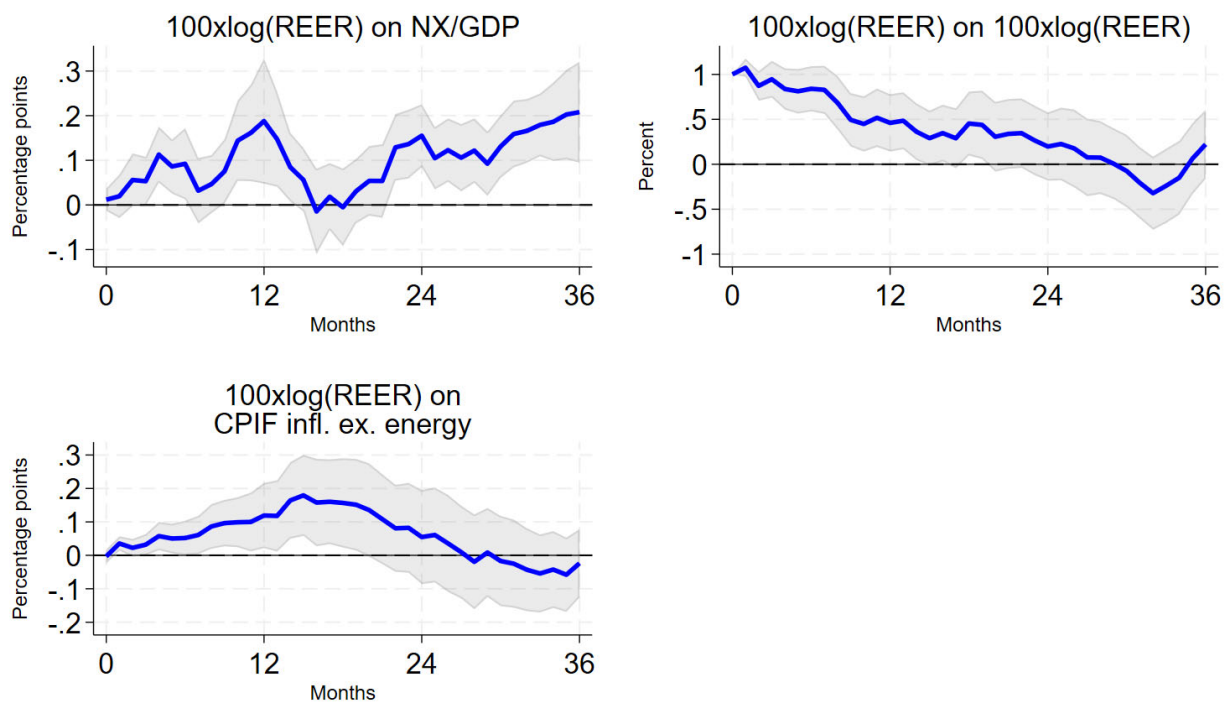 100xlog(REER) on NX/GDP
Percentage points
.3
.2
.1
0
-.1
0 12 24 36
Months
100xlog(REER) on 100xlog(REER)
Percent
1
.5
0
-.5
-1
0 12 24 36
Months
100xlog(REER) on
CPIF infl. ex. energy
Percentage points
.3
.2
.1
0
-.1
-.2
0 12 24 36
Months